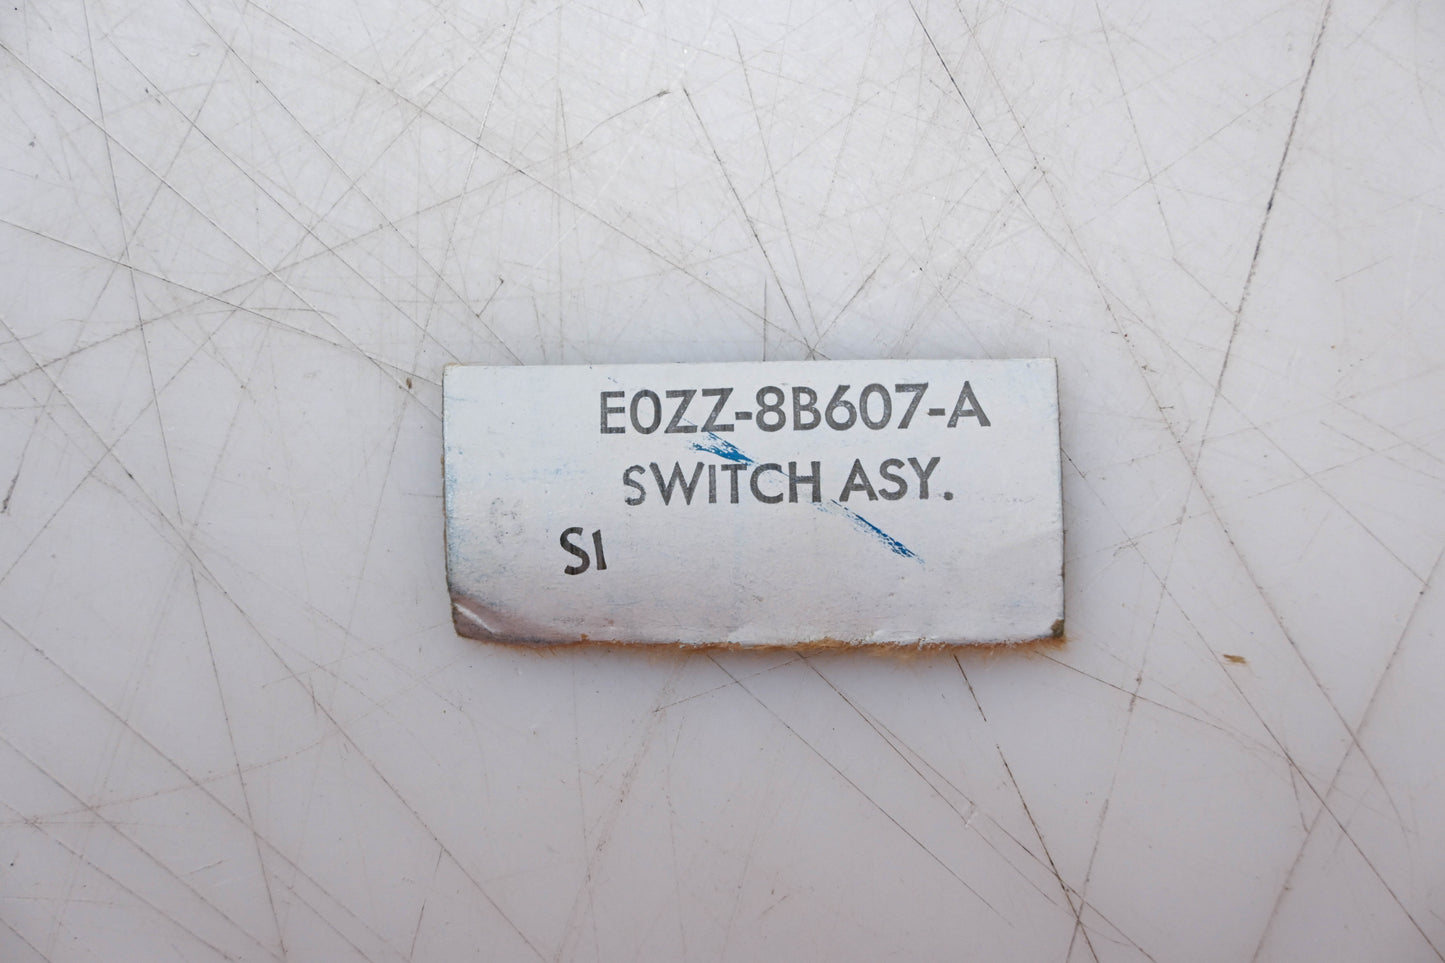 E0ZZ-8B607-A
SWITCH ASY.
S1